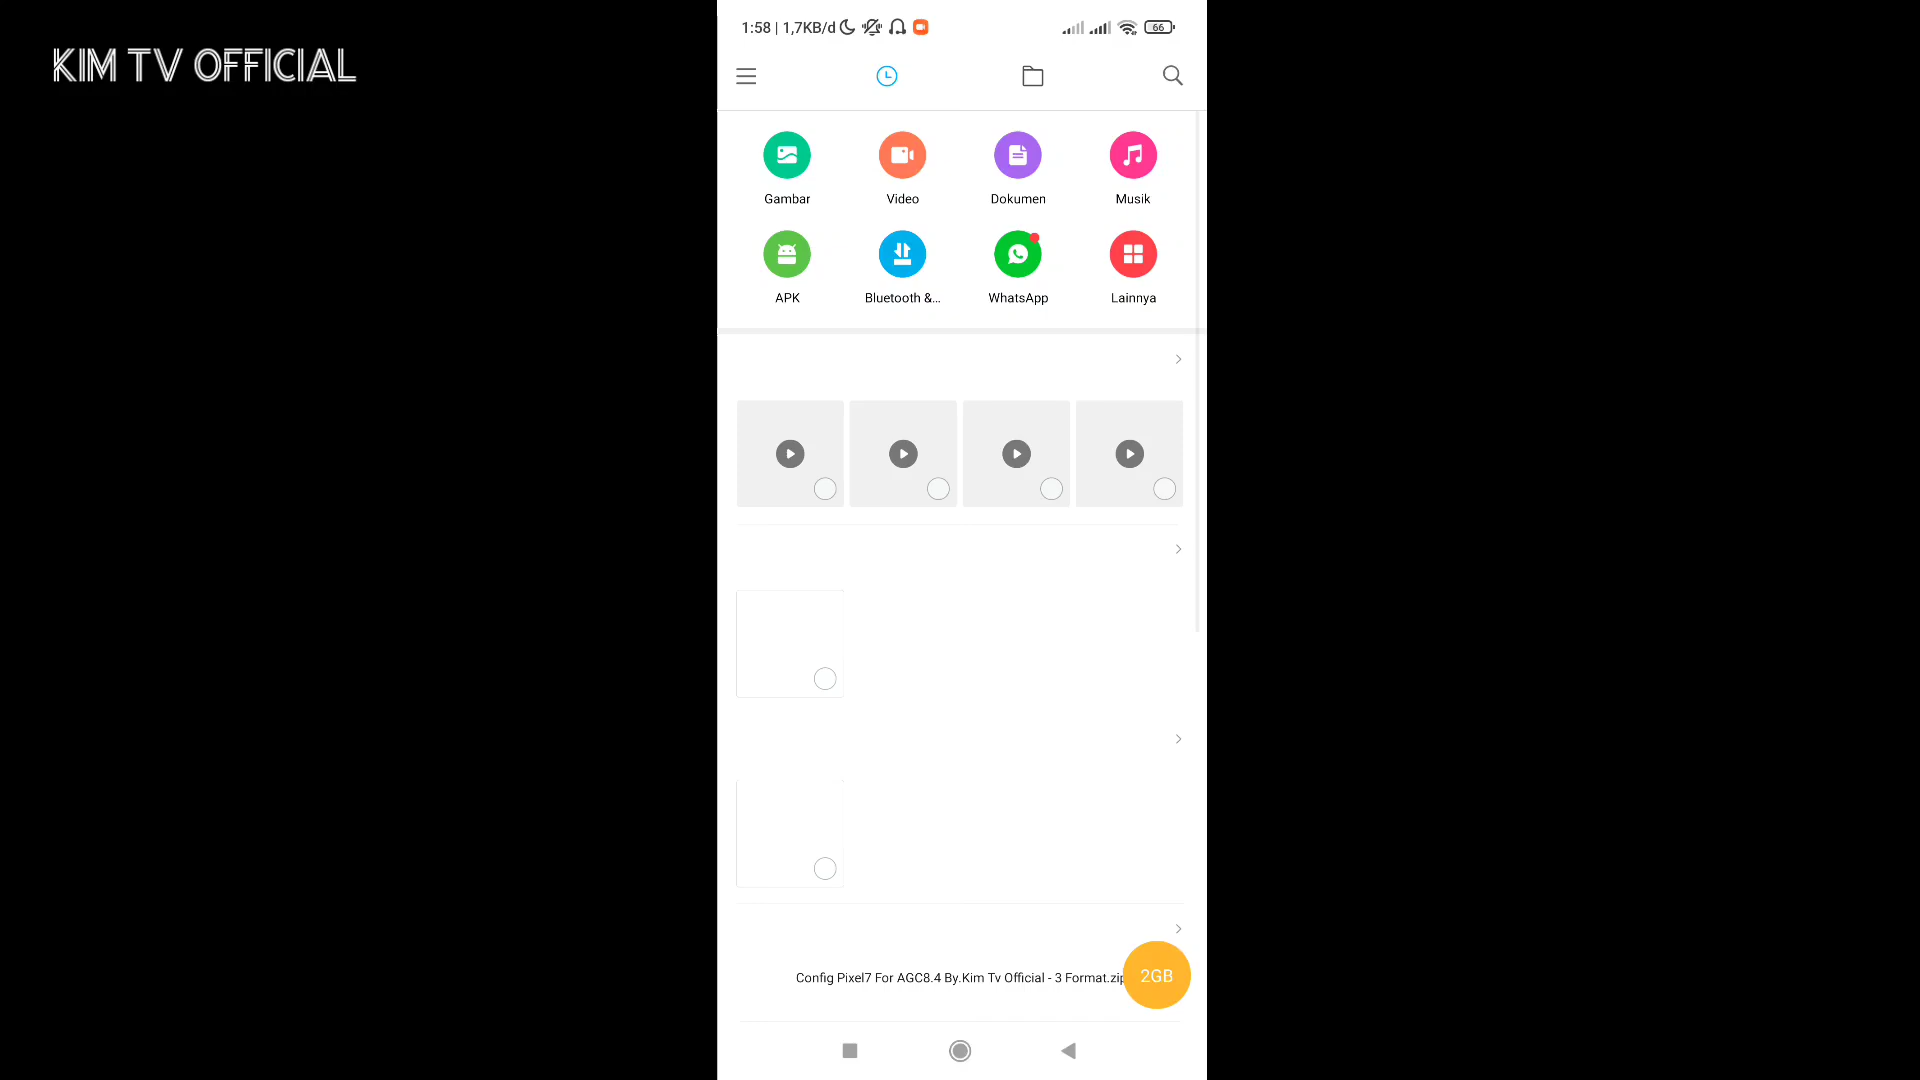 KIM TV OFFICIAL
1:58 | 1,7KB/d
66
Gambar
Video
Dokumen
Musik
APK
Bluetooth &...
WhatsApp
Lainnya
Config Pixel7 For AGC8.4 By.Kim Tv Official - 3 Format.zip
2GB